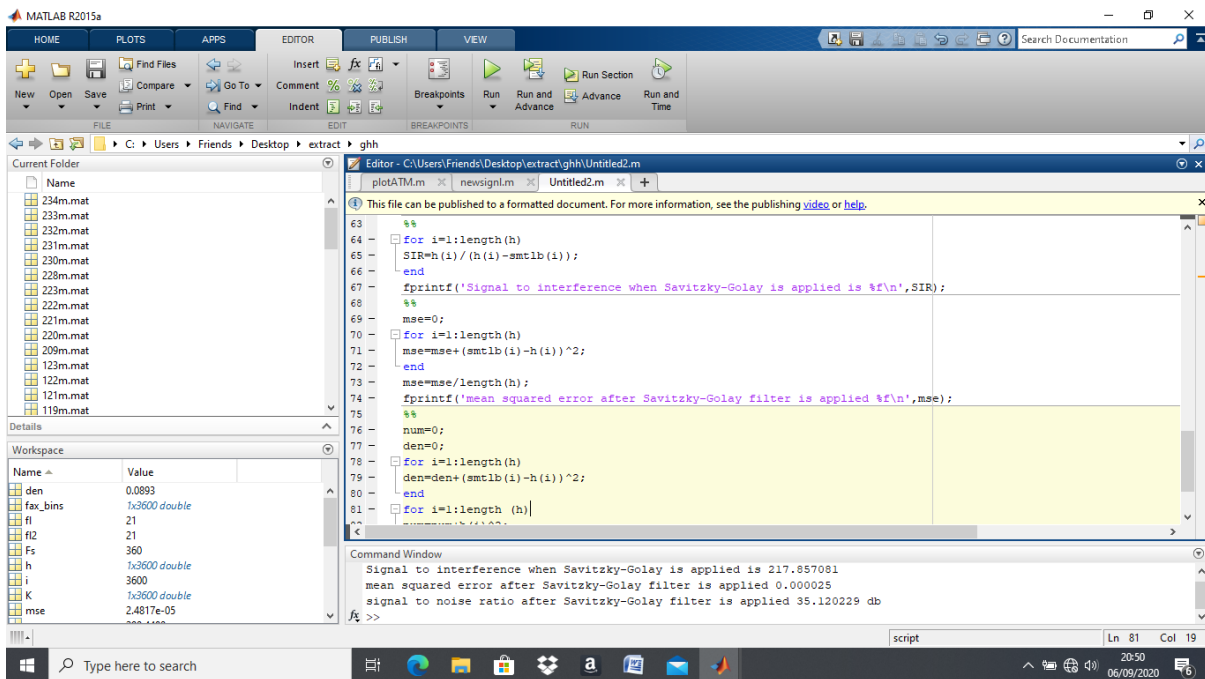 MATLAB R2015a
HOME PLOTS APPS EDITOR PUBLISH VIEW
Search Documentation
New Open Save
Find Files
Compare
Print
Go To
Find
Insert
Comment
Indent
fx
Breakpoints
Run
Run and Advance
Run Section
Advance
Run and Time
FILE NAVIGATE EDIT BREAKPOINTS RUN
C: Users Friends Desktop extract ghh
Current Folder
Name
234m.mat
233m.mat
232m.mat
231m.mat
230m.mat
228m.mat
223m.mat
222m.mat
221m.mat
220m.mat
209m.mat
123m.mat
122m.mat
121m.mat
119m.mat
Details
Workspace
Name Value
den 0.0893
fax_bins 1x3600 double
fl 21
fl2 21
Fs 360
h 1x3600 double
i 3600
K 1x3600 double
mse 2.4817e-05
Editor - C:\Users\Friends\Desktop\extract\ghh\Untitled2.m
plotATM.m newsignl.m Untitled2.m
This file can be published to a formatted document. For more information, see the publishing video or help.
63 %%
64 - for i=1:length(h)
65 - SIR=h(i)/(h(i)-smtlb(i));
66 - end
67 - fprintf('Signal to interference when Savitzky-Golay is applied is %f\n',SIR);
68 %%
69 - mse=0;
70 - for i=1:length(h)
71 - mse=mse+(smtlb(i)-h(i))^2;
72 - end
73 - mse=mse/length(h);
74 - fprintf('mean squared error after Savitzky-Golay filter is applied %f\n',mse);
75 %%
76 - num=0;
77 - den=0;
78 - for i=1:length(h)
79 - den=den+(smtlb(i)-h(i))^2;
80 - end
81 - for i=1:length (h)
Command Window
Signal to interference when Savitzky-Golay is applied is 217.857081
mean squared error after Savitzky-Golay filter is applied 0.000025
signal to noise ratio after Savitzky-Golay filter is applied 35.120229 db
fx >>
script Ln 81 Col 19
Type here to search
20:50
06/09/2020
6